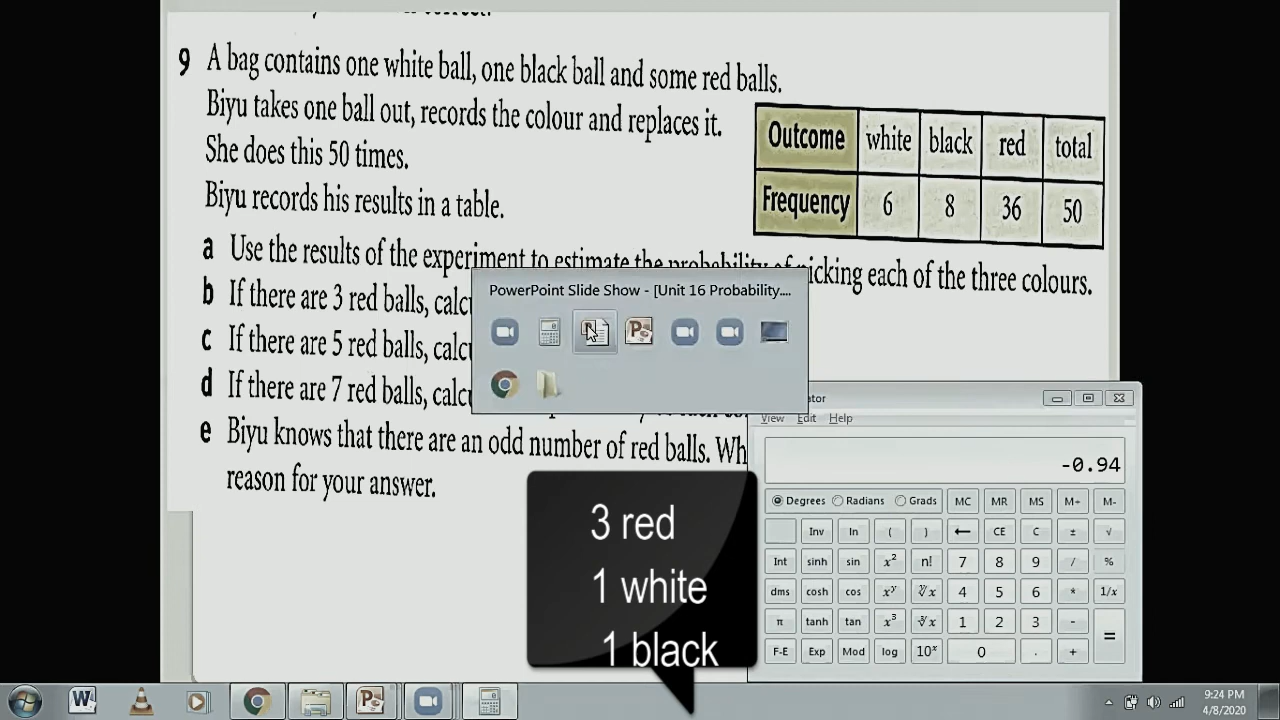 9 A bag contains one white ball, one black ball and some red balls.
Biyu takes one ball out, records the colour and replaces it.
She does this 50 times.
Biyu records his results in a table.
Outcome white black red total
Frequency 6 8 36 50
a Use the results of the experiment to estimate the probability of picking each of the three colours.
b If there are 3 red balls,
c If there are 5 red balls,
d If there are 7 red balls,
e Biyu knows that there are an odd number of red balls.
reason for your answer.
PowerPoint Slide Show - [Unit 16 Probability....
3 red
1 white
1 black
View Edit Help
-0.94
Degrees Radians Grads MC MR MS M+ M-
Inv ln ( ) ← CE C ± √
Int sinh sin x² n! 7 8 9 / %
dms cosh cos xʸ ʸ√x 4 5 6 * 1/x
π tanh tan x³ ³√x 1 2 3 - =
F-E Exp Mod log 10ˣ 0 . +
9:24 PM
4/8/2020